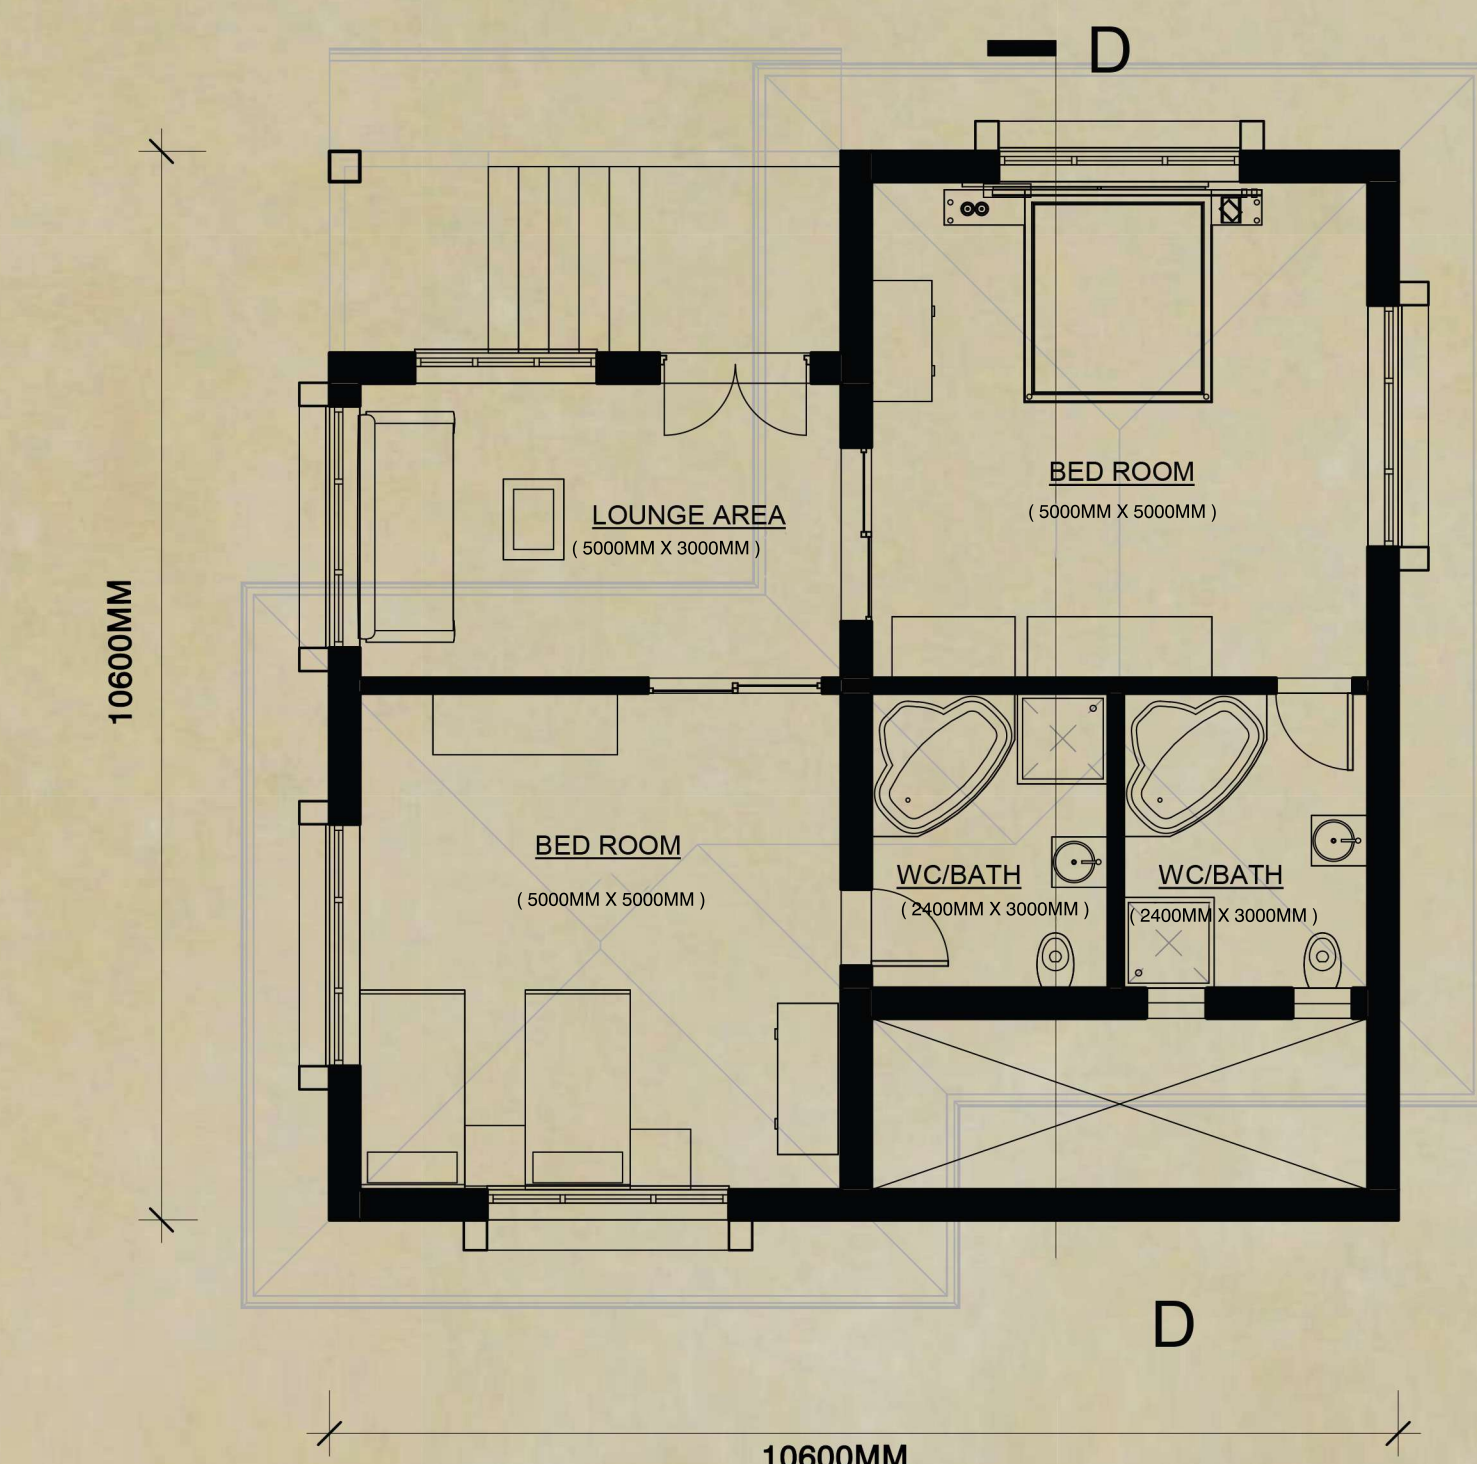 D
BED ROOM
( 5000MM X 5000MM )
LOUNGE AREA
( 5000MM X 3000MM )
10600MM
BED ROOM
( 5000MM X 5000MM )
WC/BATH
( 2400MM X 3000MM )
WC/BATH
( 2400MM X 3000MM )
D
10600MM